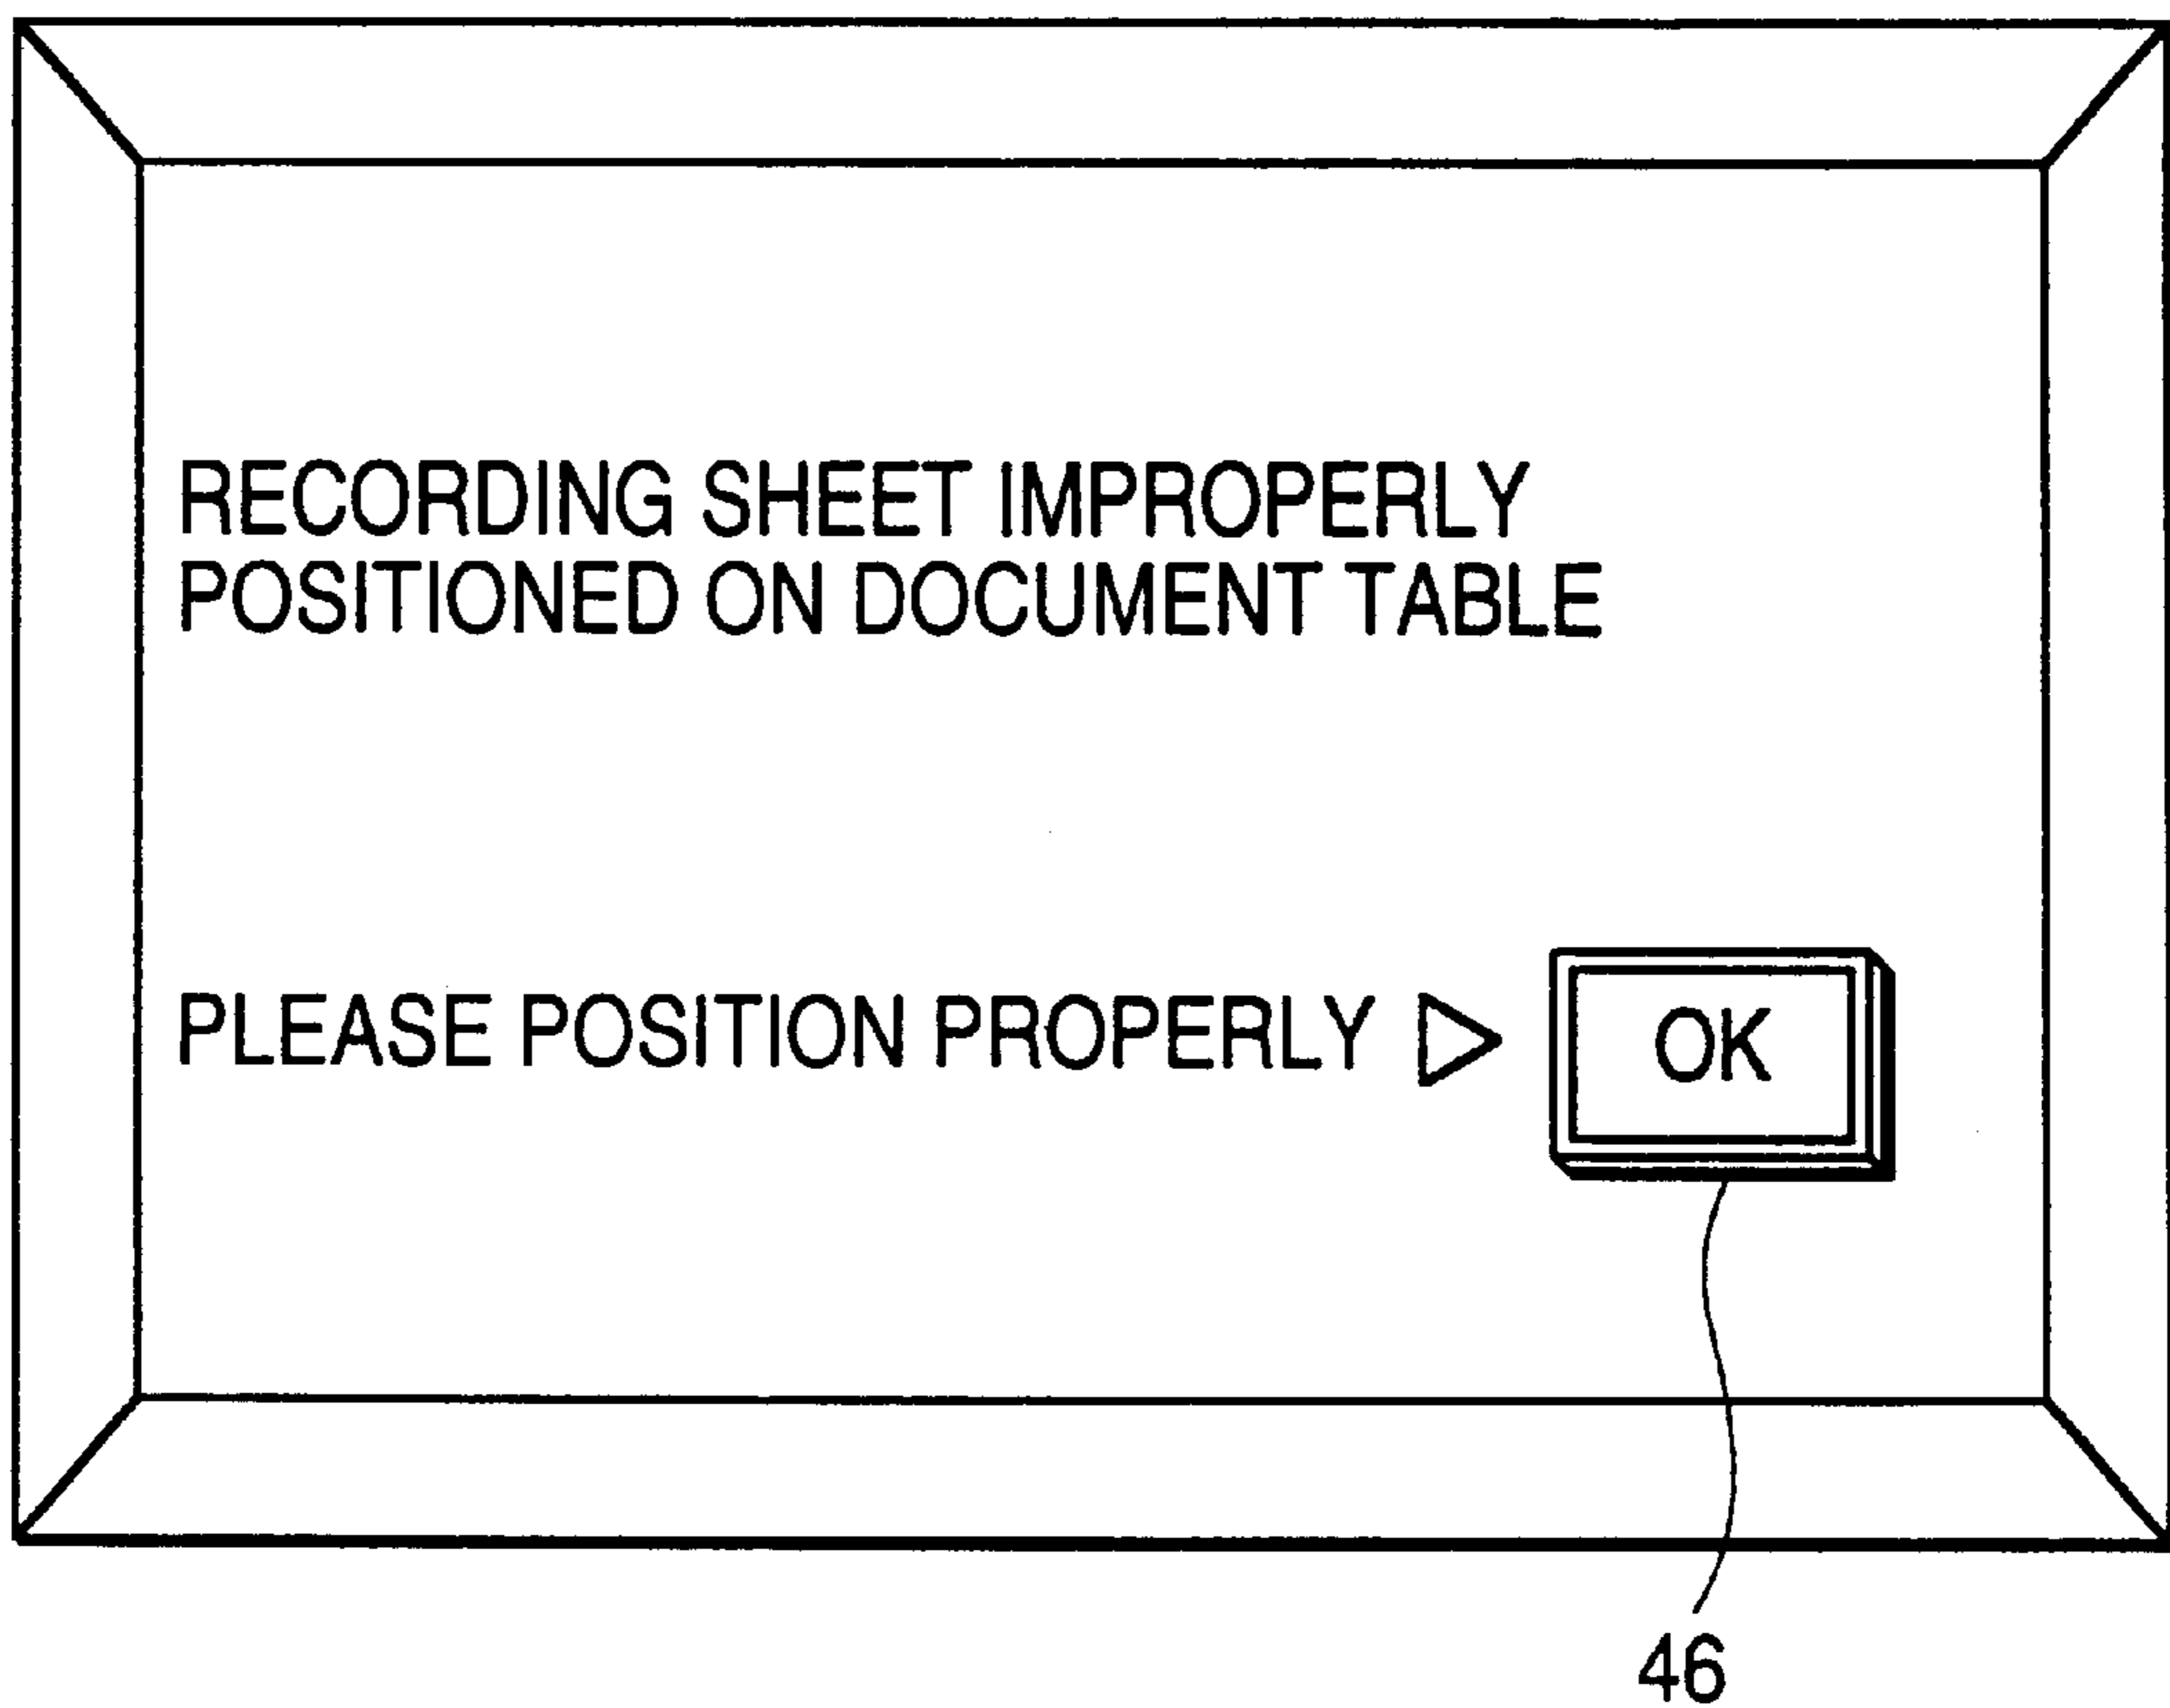 RECORDING SHEET IMPROPERLY
POSITIONED ON DOCUMENT TABLE
PLEASE POSITION PROPERLY ▷ OK
46